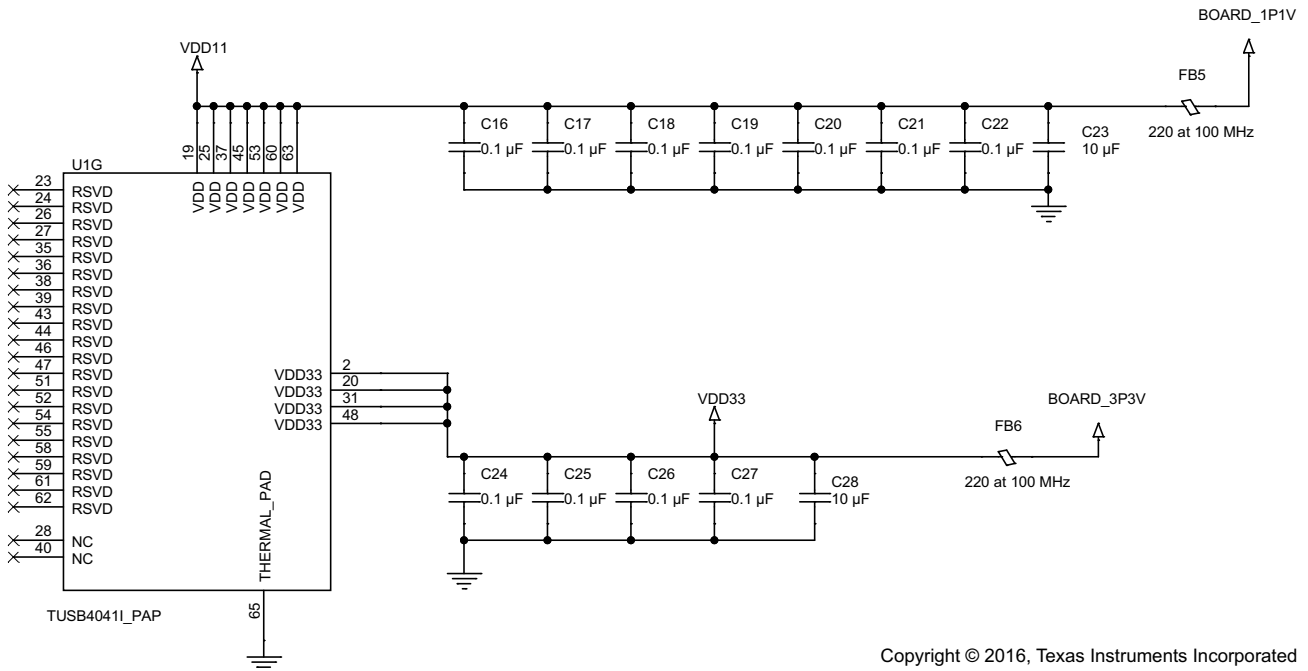 BOARD_1P1V
VDD11
FB5
220 at 100 MHz
C16
0.1 µF
C17
0.1 µF
C18
0.1 µF
C19
0.1 µF
C20
0.1 µF
C21
0.1 µF
C22
0.1 µF
C23
10 µF
19
25
37
45
53
60
63
U1G
VDD
VDD
VDD
VDD
VDD
VDD
VDD
23 RSVD
24 RSVD
26 RSVD
27 RSVD
35 RSVD
36 RSVD
38 RSVD
39 RSVD
43 RSVD
44 RSVD
46 RSVD
47 RSVD
51 RSVD
52 RSVD
54 RSVD
55 RSVD
58 RSVD
59 RSVD
61 RSVD
62 RSVD
28 NC
40 NC
VDD33 2
VDD33 20
VDD33 31
VDD33 48
THERMAL_PAD
65
TUSB4041I_PAP
VDD33
BOARD_3P3V
FB6
220 at 100 MHz
C24
0.1 µF
C25
0.1 µF
C26
0.1 µF
C27
0.1 µF
C28
10 µF
Copyright © 2016, Texas Instruments Incorporated